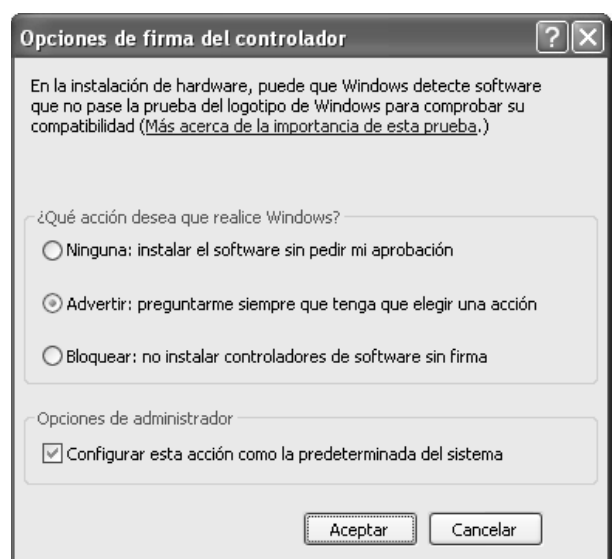 Opciones de firma del controlador
En la instalación de hardware, puede que Windows detecte software
que no pase la prueba del logotipo de Windows para comprobar su
compatibilidad (Más acerca de la importancia de esta prueba.)
¿Qué acción desea que realice Windows?
Ninguna: instalar el software sin pedir mi aprobación
Advertir: preguntarme siempre que tenga que elegir una acción
Bloquear: no instalar controladores de software sin firma
Opciones de administrador
Configurar esta acción como la predeterminada del sistema
Aceptar Cancelar